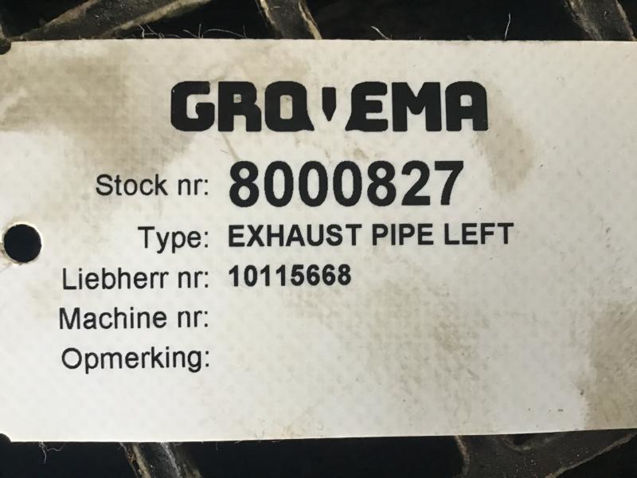 GROVEMA
Stock nr: 8000827
Type: EXHAUST PIPE LEFT
Liebherr nr: 10115668
Machine nr:
Opmerking: